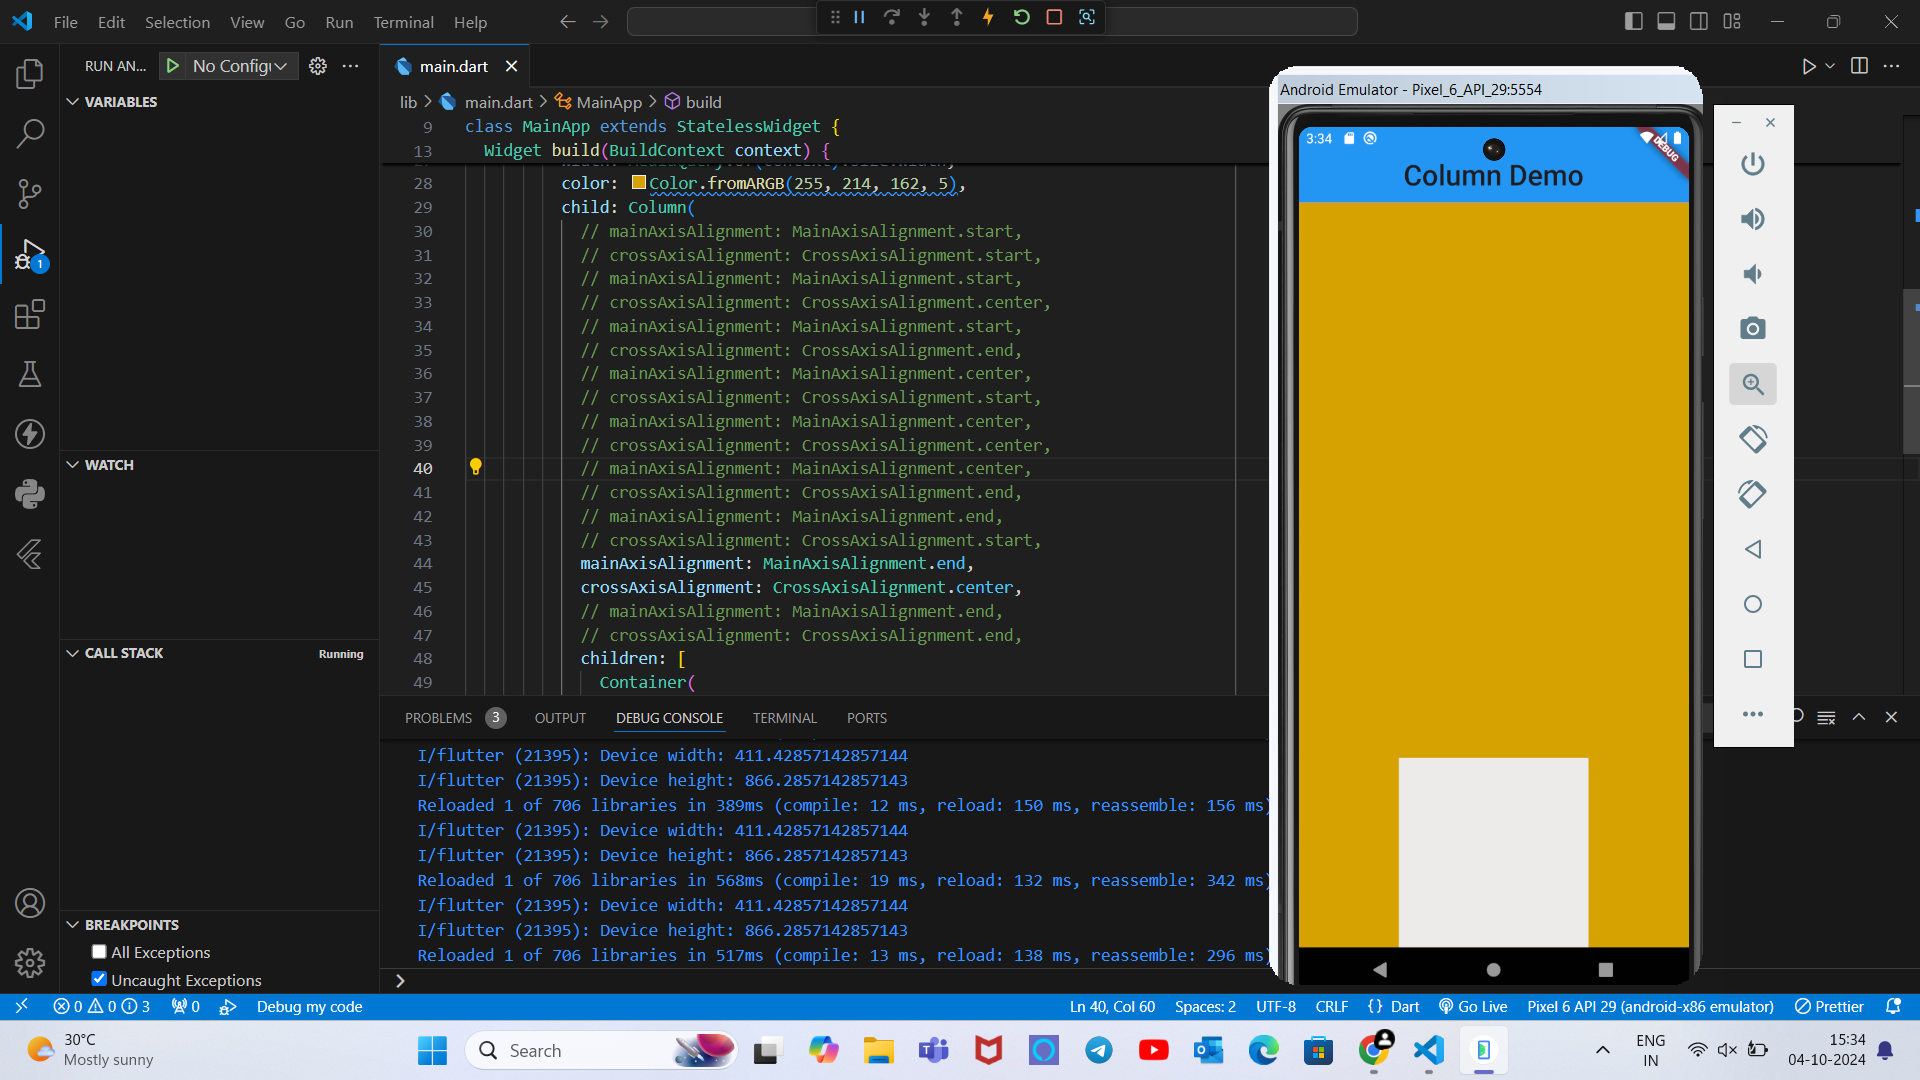 File Edit Selection View Go Run Terminal Help
RUN AN... No Config
main.dart
VARIABLES
lib > main.dart > MainApp > build
9 class MainApp extends StatelessWidget {
13 Widget build(BuildContext context) {
28 color: Color.fromARGB(255, 214, 162, 5),
29 child: Column(
30 // mainAxisAlignment: MainAxisAlignment.start,
31 // crossAxisAlignment: CrossAxisAlignment.start,
32 // mainAxisAlignment: MainAxisAlignment.start,
33 // crossAxisAlignment: CrossAxisAlignment.center,
34 // mainAxisAlignment: MainAxisAlignment.start,
35 // crossAxisAlignment: CrossAxisAlignment.end,
36 // mainAxisAlignment: MainAxisAlignment.center,
37 // crossAxisAlignment: CrossAxisAlignment.start,
38 // mainAxisAlignment: MainAxisAlignment.center,
39 // crossAxisAlignment: CrossAxisAlignment.center,
40 // mainAxisAlignment: MainAxisAlignment.center,
41 // crossAxisAlignment: CrossAxisAlignment.end,
42 // mainAxisAlignment: MainAxisAlignment.end,
43 // crossAxisAlignment: CrossAxisAlignment.start,
44 mainAxisAlignment: MainAxisAlignment.end,
45 crossAxisAlignment: CrossAxisAlignment.center,
46 // mainAxisAlignment: MainAxisAlignment.end,
47 // crossAxisAlignment: CrossAxisAlignment.end,
48 children: [
49 Container(
WATCH
CALL STACK Running
BREAKPOINTS
All Exceptions
Uncaught Exceptions
1
PROBLEMS 3 OUTPUT DEBUG CONSOLE TERMINAL PORTS
I/flutter (21395): Device width: 411.42857142857144
I/flutter (21395): Device height: 866.2857142857143
Reloaded 1 of 706 libraries in 389ms (compile: 12 ms, reload: 150 ms, reassemble: 156 ms)
I/flutter (21395): Device width: 411.42857142857144
I/flutter (21395): Device height: 866.2857142857143
Reloaded 1 of 706 libraries in 568ms (compile: 19 ms, reload: 132 ms, reassemble: 342 ms)
I/flutter (21395): Device width: 411.42857142857144
I/flutter (21395): Device height: 866.2857142857143
Reloaded 1 of 706 libraries in 517ms (compile: 13 ms, reload: 138 ms, reassemble: 296 ms)
Android Emulator - Pixel_6_API_29:5554
3:34
DEBUG
Column Demo
0 0 3 0 Debug my code Ln 40, Col 60 Spaces: 2 UTF-8 CRLF {} Dart Go Live Pixel 6 API 29 (android-x86 emulator) Prettier
30°C
Mostly sunny
Search
ENG
IN
15:34
04-10-2024